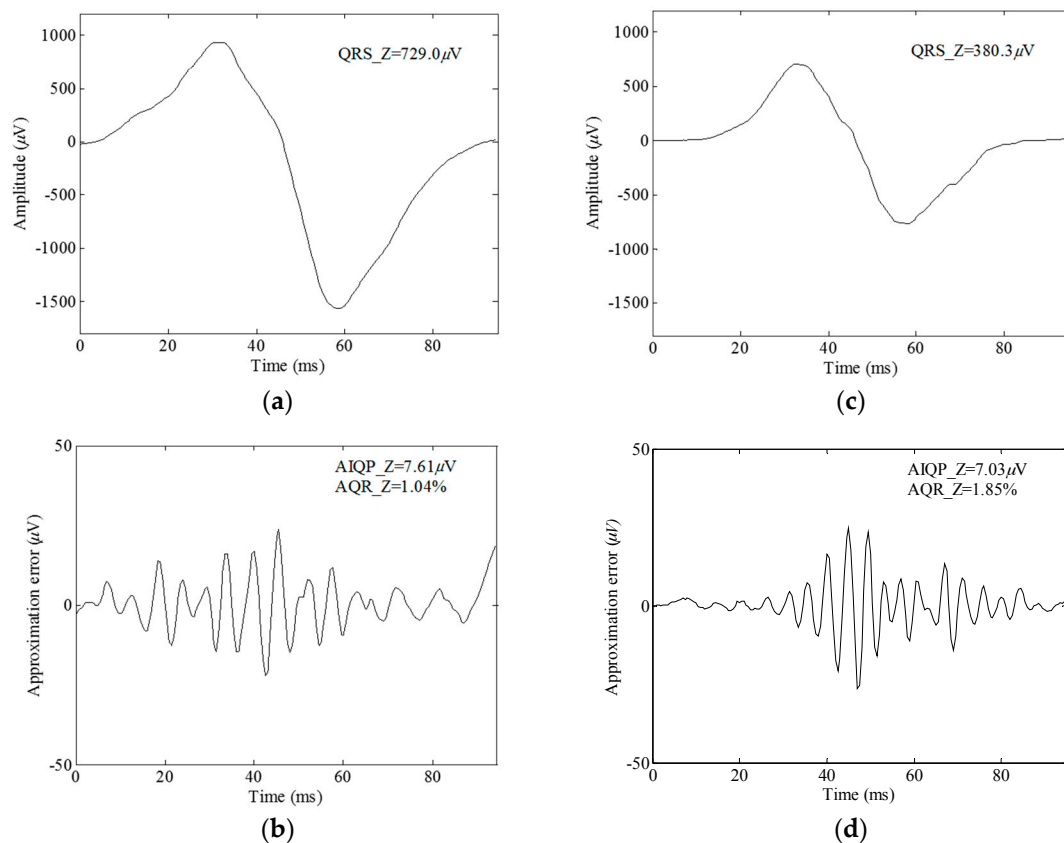 QRS_Z=729.0μV
1000
500
0
-500
-1000
-1500
Amplitude (μV)
0 20 40 60 80
Time (ms)
(a)
QRS_Z=380.3μV
1000
500
0
-500
-1000
-1500
Amplitude (μV)
0 20 40 60 80
Time (ms)
(c)
AIQP_Z=7.61μV
AQR_Z=1.04%
50
0
-50
Approximation error (μV)
0 20 40 60 80
Time (ms)
(b)
AIQP_Z=7.03μV
AQR_Z=1.85%
50
0
-50
Approximation error (μV)
0 20 40 60 80
Time (ms)
(d)